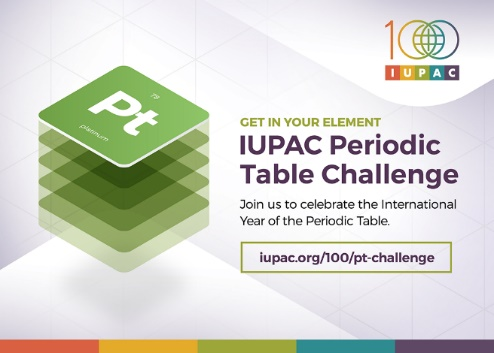 100
IUPAC
79
Pt
platinum
GET IN YOUR ELEMENT
IUPAC Periodic
Table Challenge
Join us to celebrate the International
Year of the Periodic Table.
iupac.org/100/pt-challenge